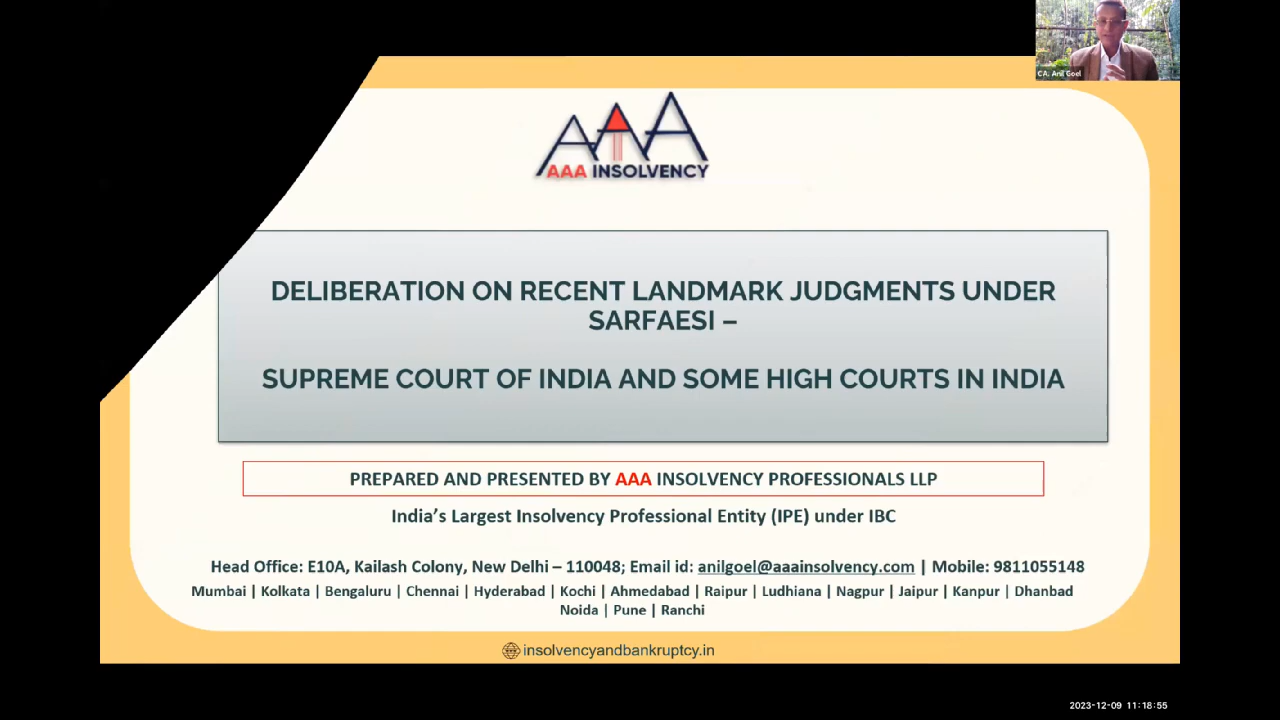 CA. Anil Goel
AAA INSOLVENCY
DELIBERATION ON RECENT LANDMARK JUDGMENTS UNDER
SARFAESI –
SUPREME COURT OF INDIA AND SOME HIGH COURTS IN INDIA
PREPARED AND PRESENTED BY AAA INSOLVENCY PROFESSIONALS LLP
India's Largest Insolvency Professional Entity (IPE) under IBC
Head Office: E10A, Kailash Colony, New Delhi – 110048; Email id: anilgoel@aaainsolvency.com | Mobile: 9811055148
Mumbai | Kolkata | Bengaluru | Chennai | Hyderabad | Kochi | Ahmedabad | Raipur | Ludhiana | Nagpur | Jaipur | Kanpur | Dhanbad
Noida | Pune | Ranchi
insolvencyandbankruptcy.in
2023-12-09 11:18:55